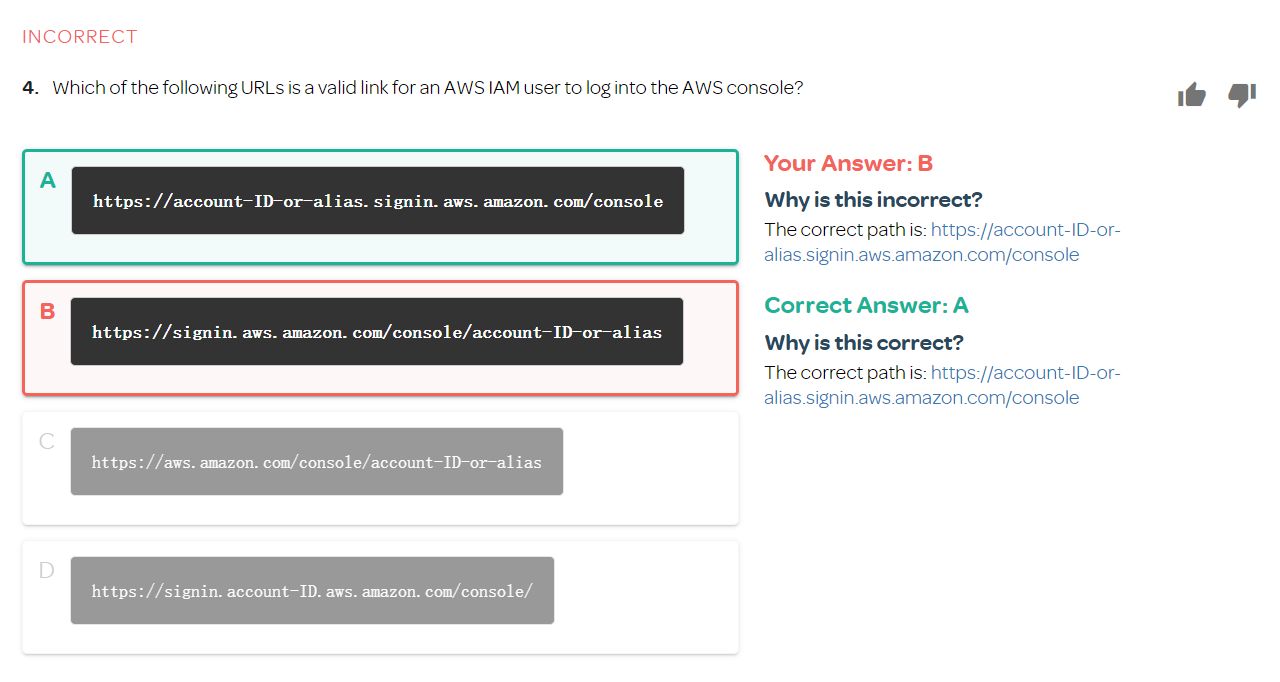 INCORRECT
4. Which of the following URLs is a valid link for an AWS IAM user to log into the AWS console?
A
https://account-ID-or-alias.signin.aws.amazon.com/console
B
https://signin.aws.amazon.com/console/account-ID-or-alias
C
https://aws.amazon.com/console/account-ID-or-alias
D
https://signin.account-ID.aws.amazon.com/console/
Your Answer: B
Why is this incorrect?
The correct path is: https://account-ID-or-
alias.signin.aws.amazon.com/console
Correct Answer: A
Why is this correct?
The correct path is: https://account-ID-or-
alias.signin.aws.amazon.com/console